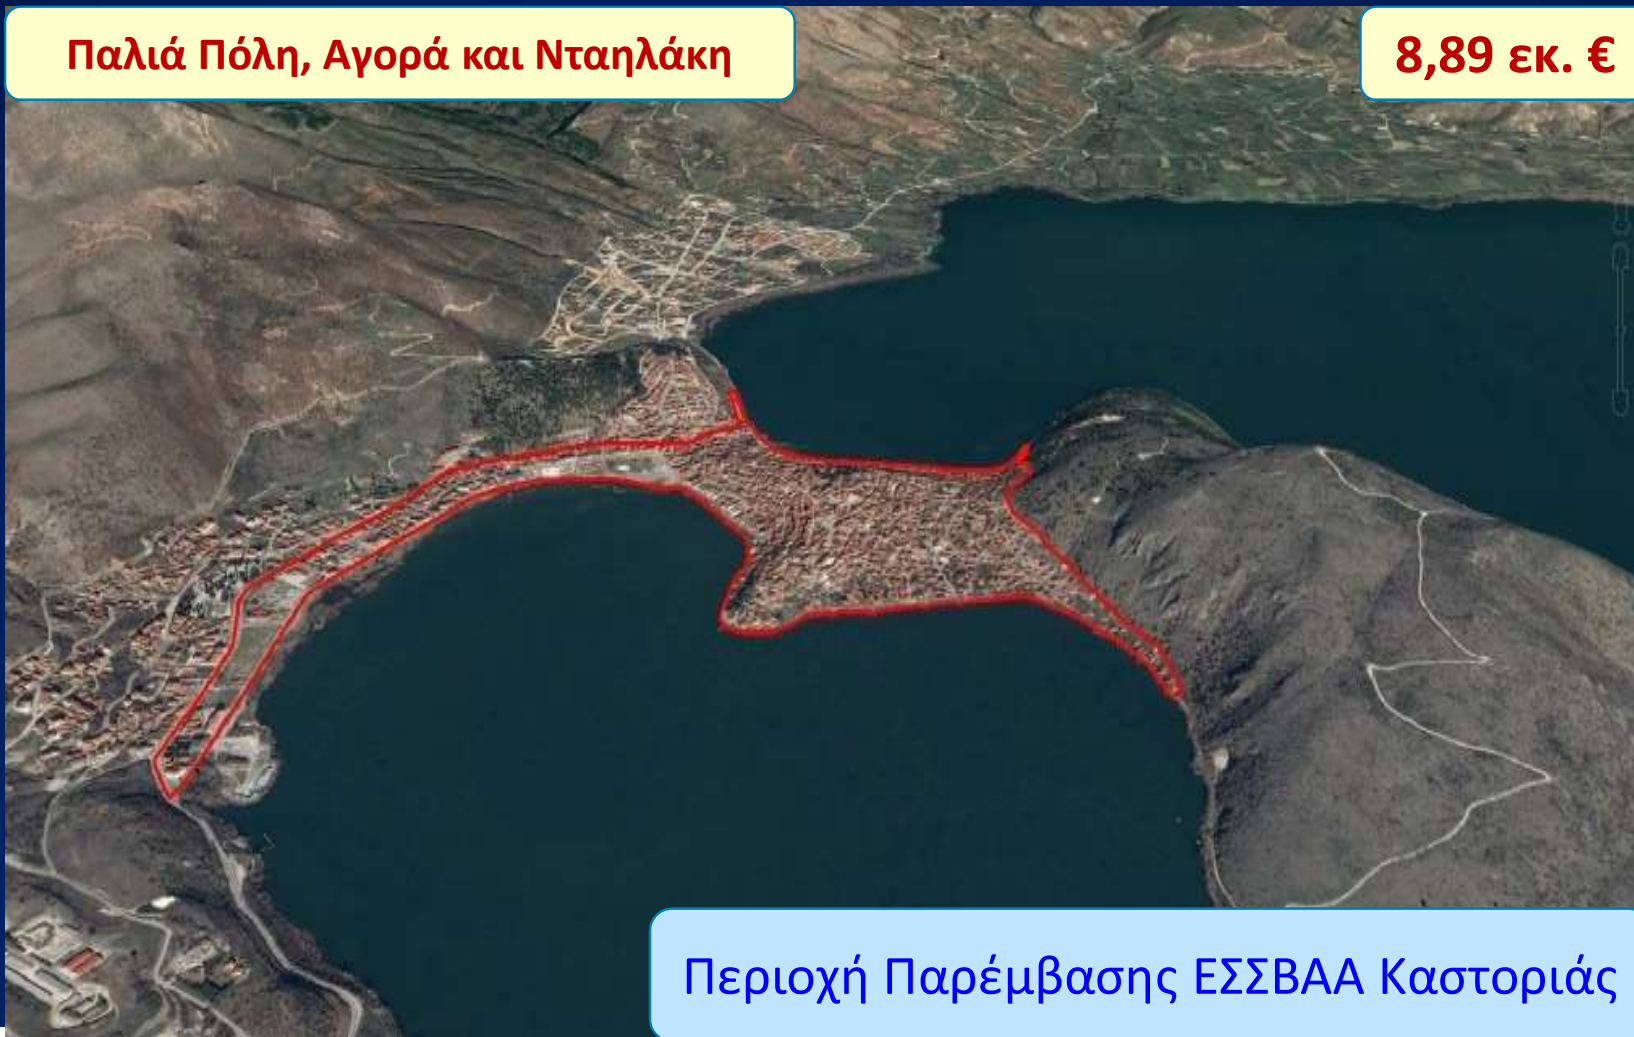 Παλιά Πόλη, Αγορά και Νταηλάκη
8,89 εκ. €
Περιοχή Παρέμβασης ΕΣΣΒΑΑ Καστοριάς